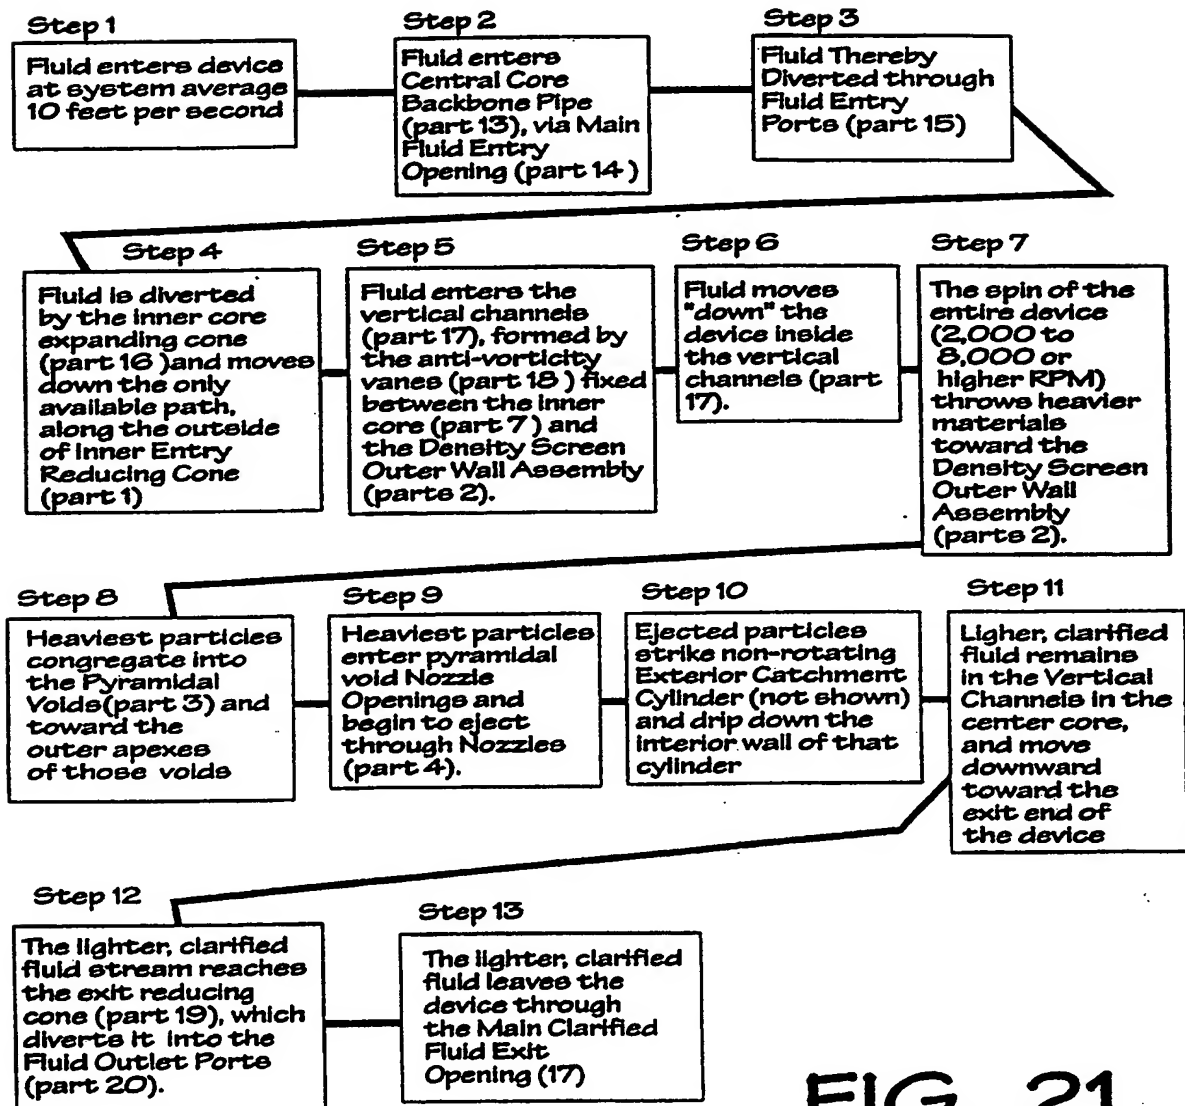 Step 1
Fluid enters device
at system average
10 feet per second
Step 2
Fluid enters
Central Core
Backbone Pipe
(part 13), via Main
Fluid Entry
Opening (part 14 )
Step 3
Fluid Thereby
Diverted through
Fluid Entry
Ports (part 15)
Step 4
Fluid is diverted
by the inner core
expanding cone
(part 16 )and moves
down the only
available path,
along the outside
of Inner Entry
Reducing Cone
(part 1)
Step 5
Fluid enters the
vertical channels
(part 17), formed by
the anti-vorticity
vanes (part 18 ) fixed
between the inner
core (part 7 ) and
the Density Screen
Outer Wall Assembly
(parts 2).
Step 6
Fluid moves
"down" the
device inside
the vertical
channels (part
17).
Step 7
The spin of the
entire device
(2,000 to
8,000 or
higher RPM)
throws heavier
materials
toward the
Density Screen
Outer Wall
Assembly
(parts 2).
Step 8
Heaviest particles
congregate into
the Pyramidal
Voids(part 3) and
toward the
outer apexes
of those voids
Step 9
Heaviest particles
enter pyramidal
void Nozzle
Openings and
begin to eject
through Nozzles
(part 4).
Step 10
Ejected particles
strike non-rotating
Exterior Catchment
Cylinder (not shown)
and drip down the
interior wall of that
cylinder
Step 11
Ligher, clarified
fluid remains
in the Vertical
Channels in the
center core,
and move
downward
toward the
exit end of
the device
Step 12
The lighter, clarified
fluid stream reaches
the exit reducing
cone (part 19), which
diverts it into the
Fluid Outlet Ports
(part 20).
Step 13
The lighter, clarified
fluid leaves the
device through
the Main Clarified
Fluid Exit
Opening (17)
FIG. 21